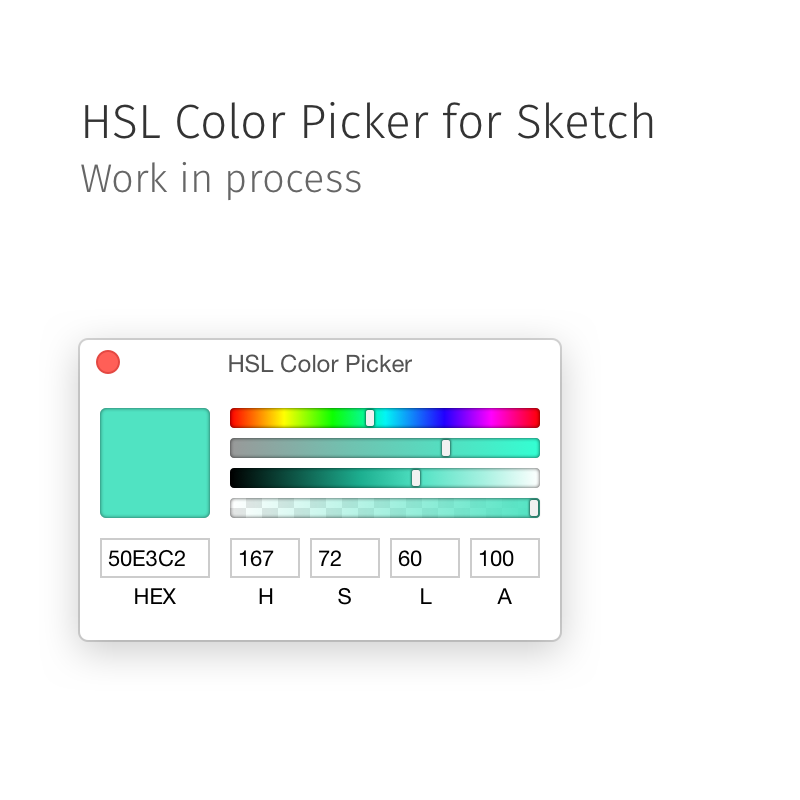 HSL Color Picker for Sketch
Work in process
HSL Color Picker
50E3C2 167 72 60 100
HEX H S L A